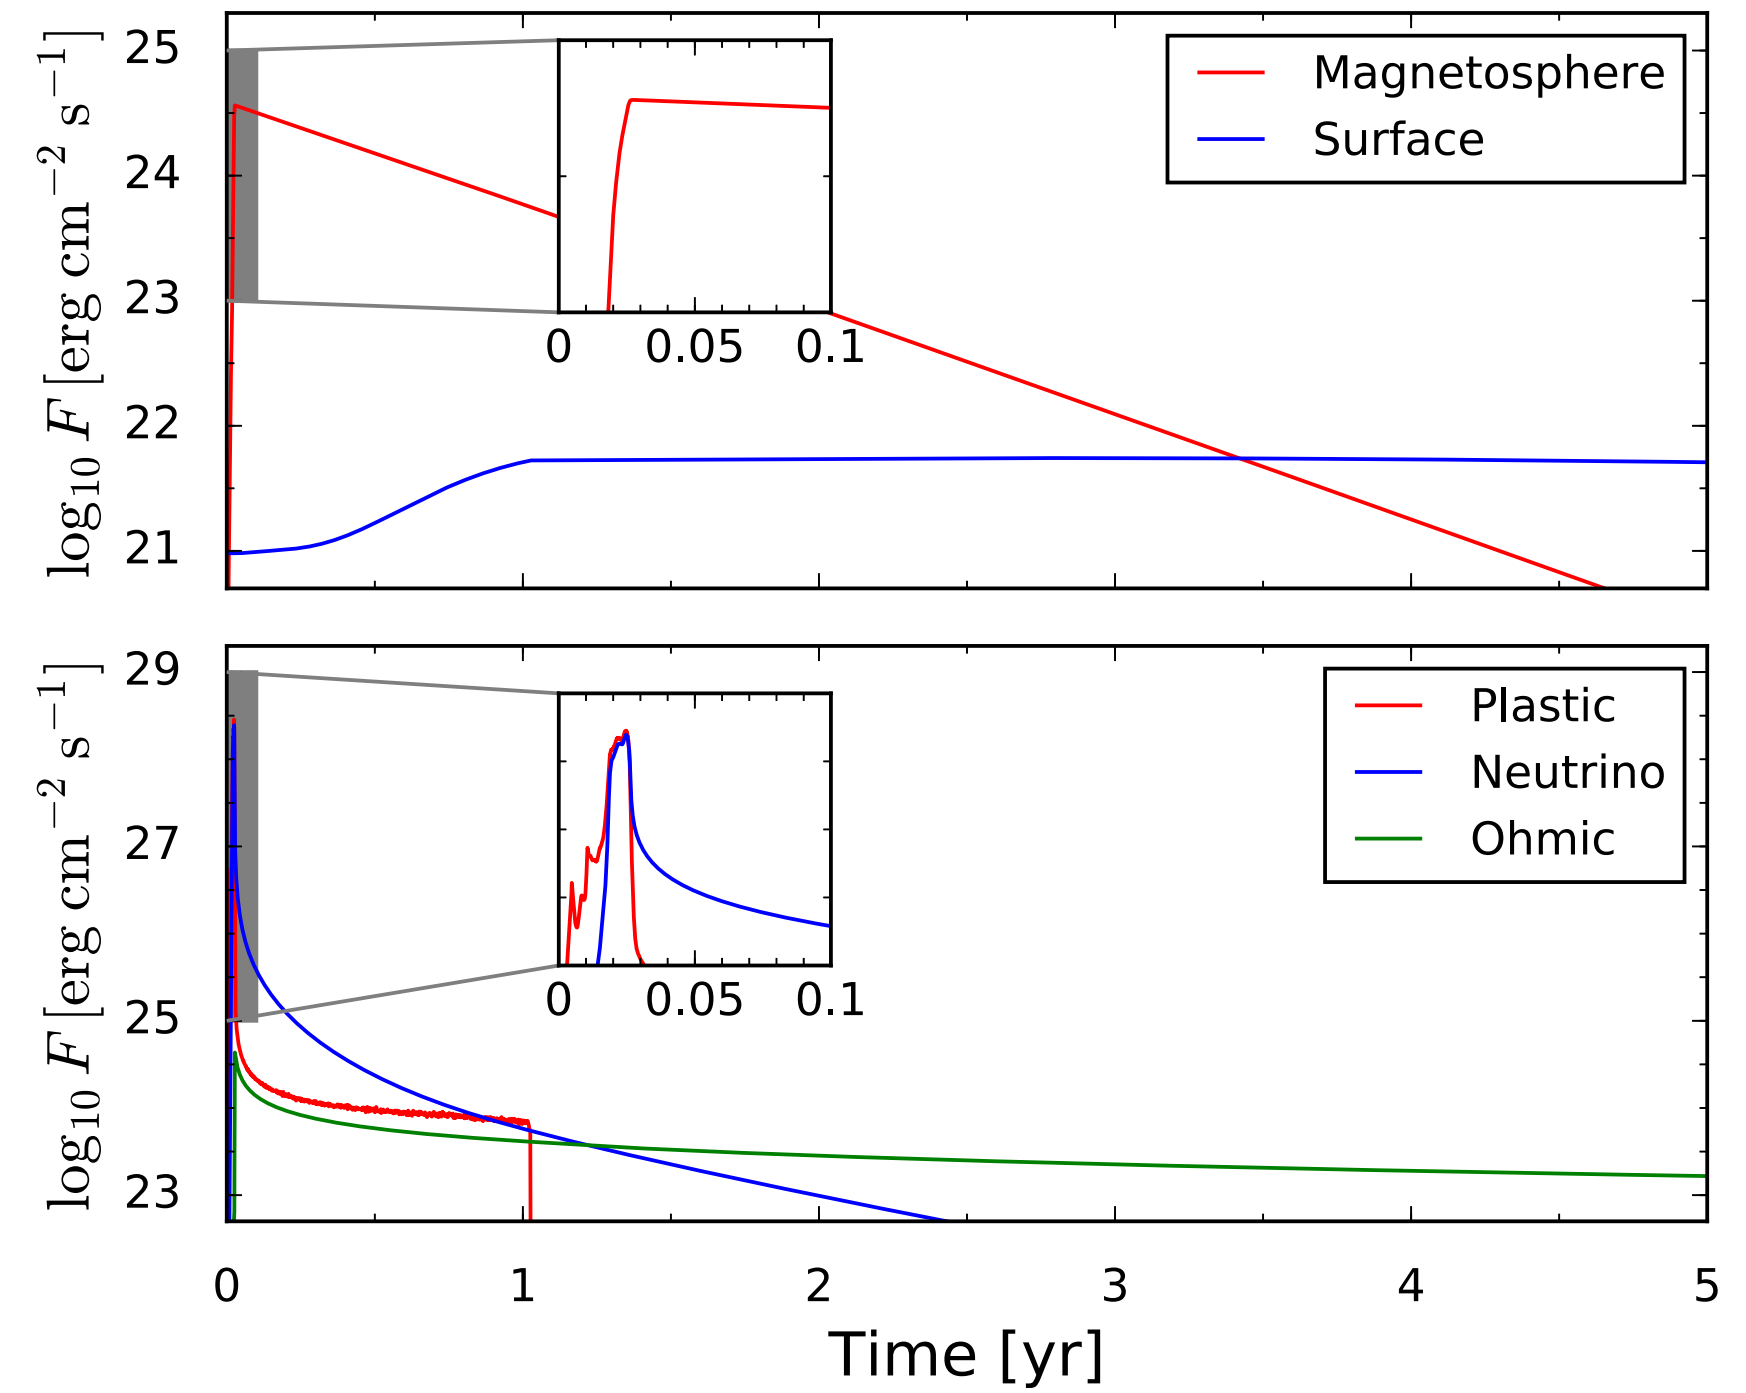 log₁₀ F [erg cm⁻² s⁻¹]
25
24
23
22
21
0 0.05 0.1
Magnetosphere
Surface
log₁₀ F [erg cm⁻² s⁻¹]
29
27
25
23
0 0.05 0.1
Plastic
Neutrino
Ohmic
0 1 2 3 4 5
Time [yr]